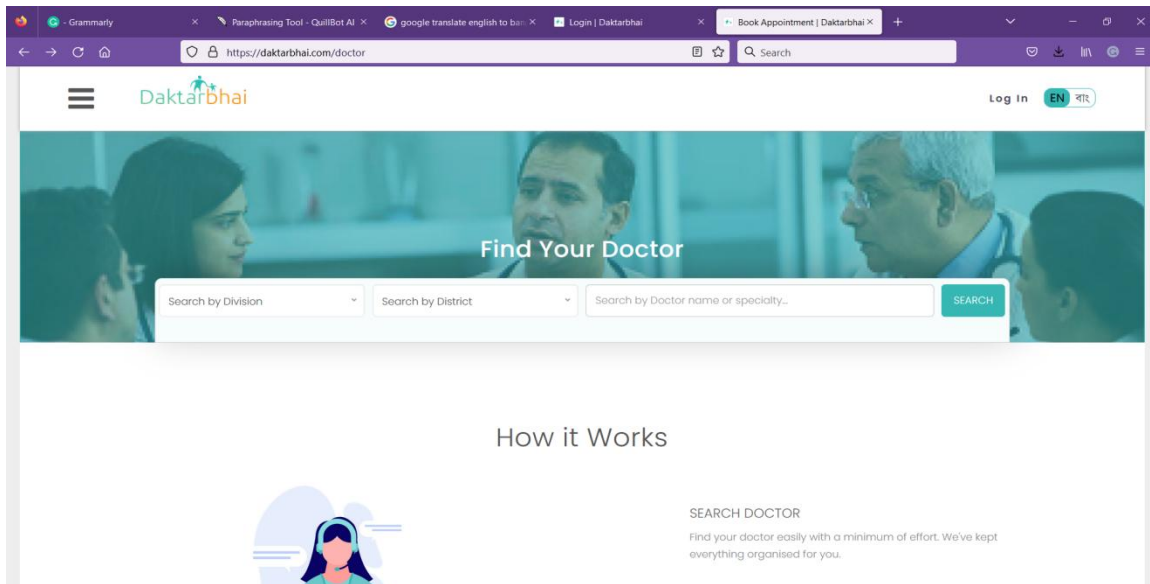 - Grammarly
Paraphrasing Tool - QuillBot AI
google translate english to ban
Login | Daktarbhai
Book Appointment | Daktarbhai
https://daktarbhai.com/doctor
Search
Daktarbhai
Log In
EN বাং
Find Your Doctor
Search by Division
Search by District
Search by Doctor name or specialty...
SEARCH
How it Works
SEARCH DOCTOR
Find your doctor easily with a minimum of effort. We've kept
everything organised for you.